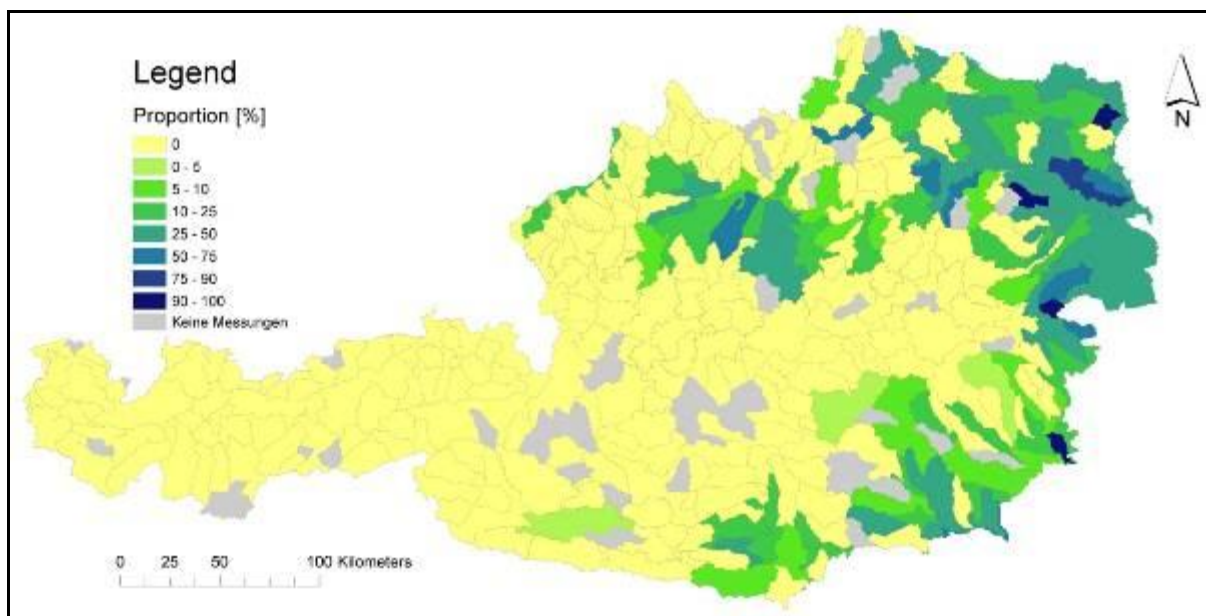 Legend
Proportion [%]
0
0 - 5
5 - 10
10 - 25
25 - 50
50 - 75
75 - 90
90 - 100
Keine Messungen
N
0 25 50 100 Kilometers